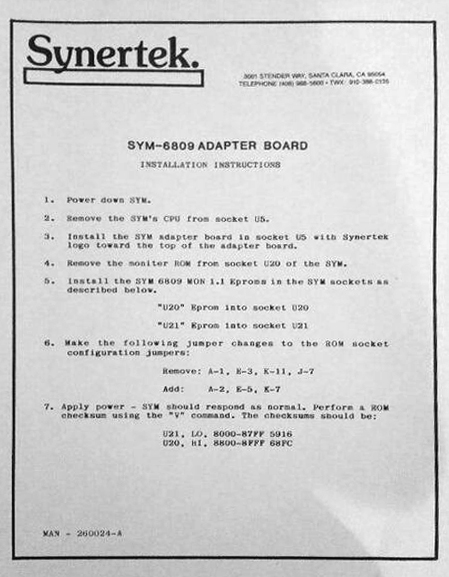 Synertek.
3001 STENDER WAY, SANTA CLARA, CA 95054
TELEPHONE (408) 988-5600 • TWX: 910-338-0135
SYM-6809 ADAPTER BOARD
INSTALLATION INSTRUCTIONS
1. Power down SYM.
2. Remove the SYM's CPU from socket U5.
3. Install the SYM adapter board in socket U5 with Synertek
logo toward the top of the adapter board.
4. Remove the moniter ROM from socket U20 of the SYM.
5. Install the SYM 6809 MON 1.1 Eproms in the SYM sockets as
described below.
"U20" Eprom into socket U20
"U21" Eprom into socket U21
6. Make the following jumper changes to the ROM socket
configuration jumpers:
Remove: A-1, E-3, K-11, J-7
Add: A-2, E-5, K-7
7. Apply power - SYM should respond as normal. Perform a ROM
checksum using the "V" command. The checksums should be:
U21, LO, 8000-87FF 5916
U20, HI, 8800-8FFF 68FC
MAN - 260024-A